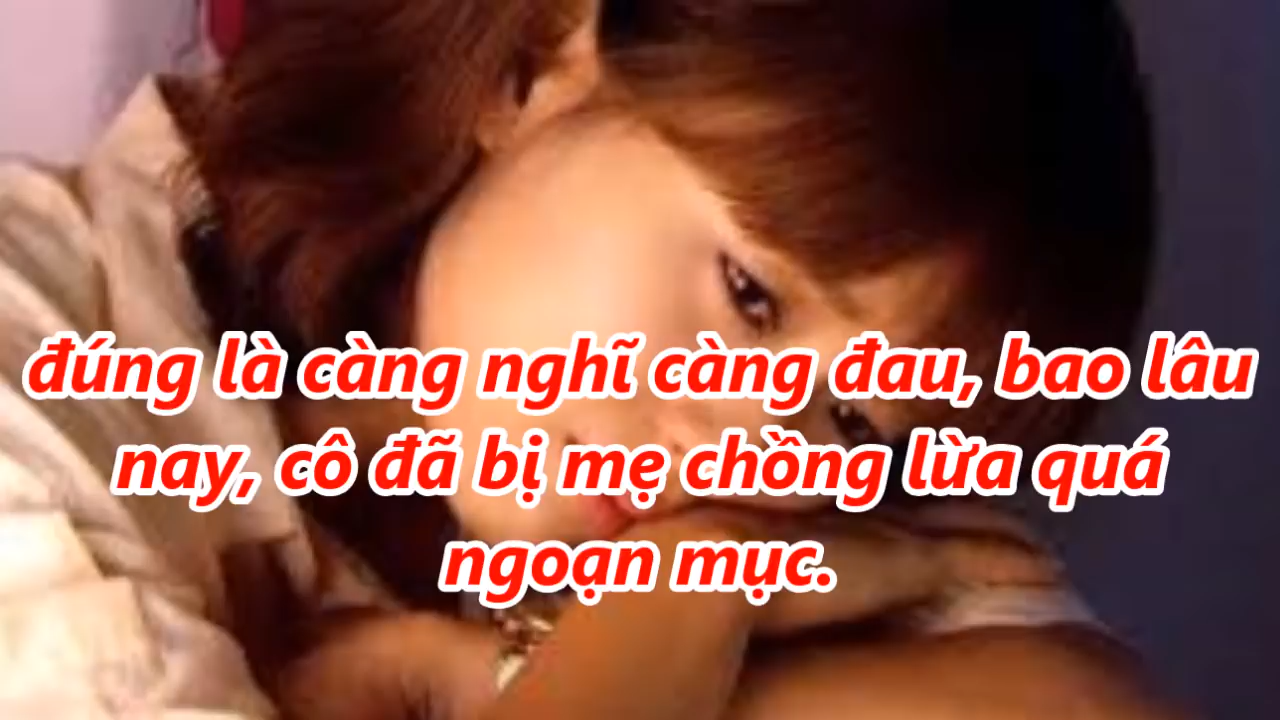 đúng là càng nghĩ càng đau, bao lâu
nay, cô đã bị mẹ chồng lừa quá
ngoạn mục.